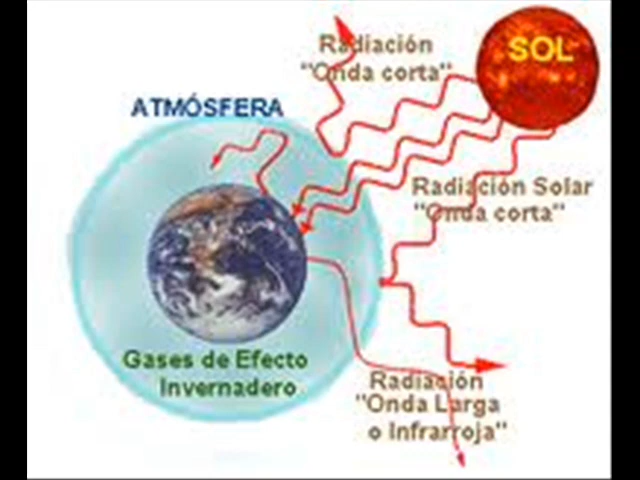 SOL
Radiación
"Onda corta"
ATMÓSFERA
Radiación Solar
"Onda corta"
Gases de Efecto
Invernadero
Radiación
"Onda Larga
o Infrarroja"